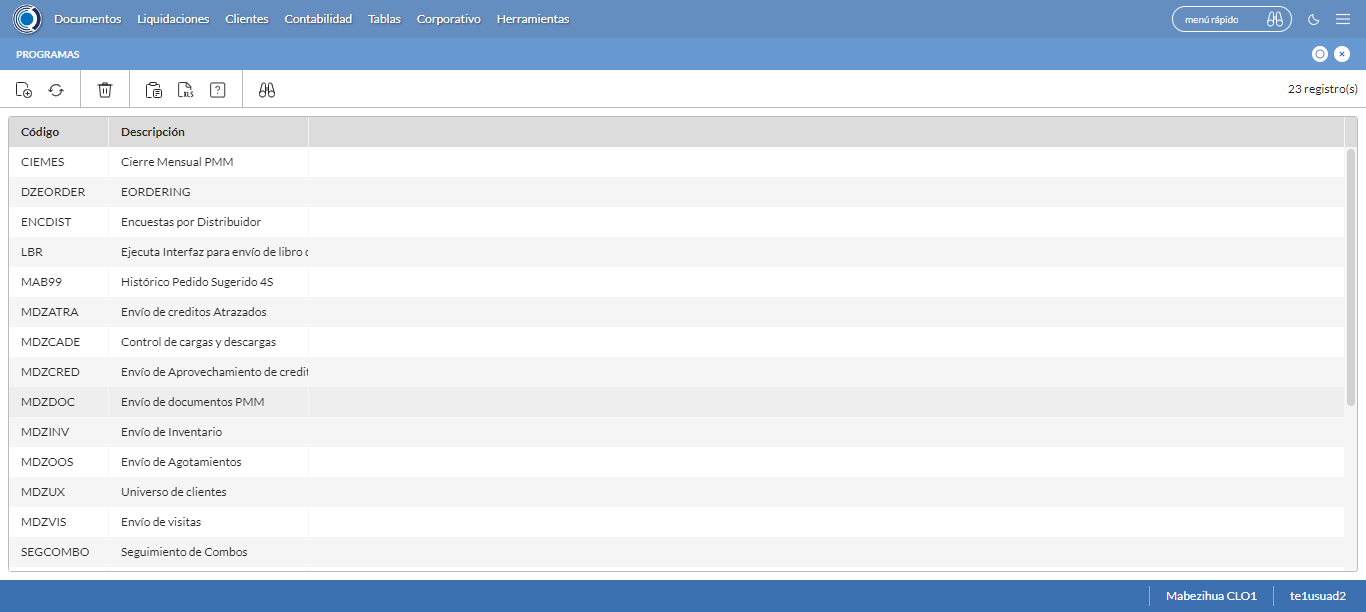 Documentos Liquidaciones Clientes Contabilidad Tablas Corporativo Herramientas menú rápido
PROGRAMAS
XLS ? 23 registro(s)
Código Descripción
CIEMES Cierre Mensual PMM
DZEORDER EORDERING
ENCDIST Encuestas por Distribuidor
LBR Ejecuta Interfaz para envío de libro
MAB99 Histórico Pedido Sugerido 4S
MDZATRA Envío de creditos Atrazados
MDZCADE Control de cargas y descargas
MDZCRED Envío de Aprovechamiento de credit
MDZDOC Envío de documentos PMM
MDZINV Envío de Inventario
MDZOOS Envío de Agotamientos
MDZUX Universo de clientes
MDZVIS Envío de visitas
SEGCOMBO Seguimiento de Combos
Mabezihua CLO1 te1usuad2